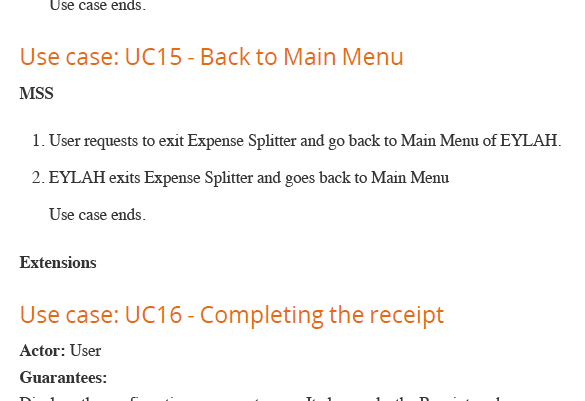 Use case ends.
Use case: UC15 - Back to Main Menu
MSS
1. User requests to exit Expense Splitter and go back to Main Menu of EYLAH.
2. EYLAH exits Expense Splitter and goes back to Main Menu
Use case ends.
Extensions
Use case: UC16 - Completing the receipt
Actor: User
Guarantees: